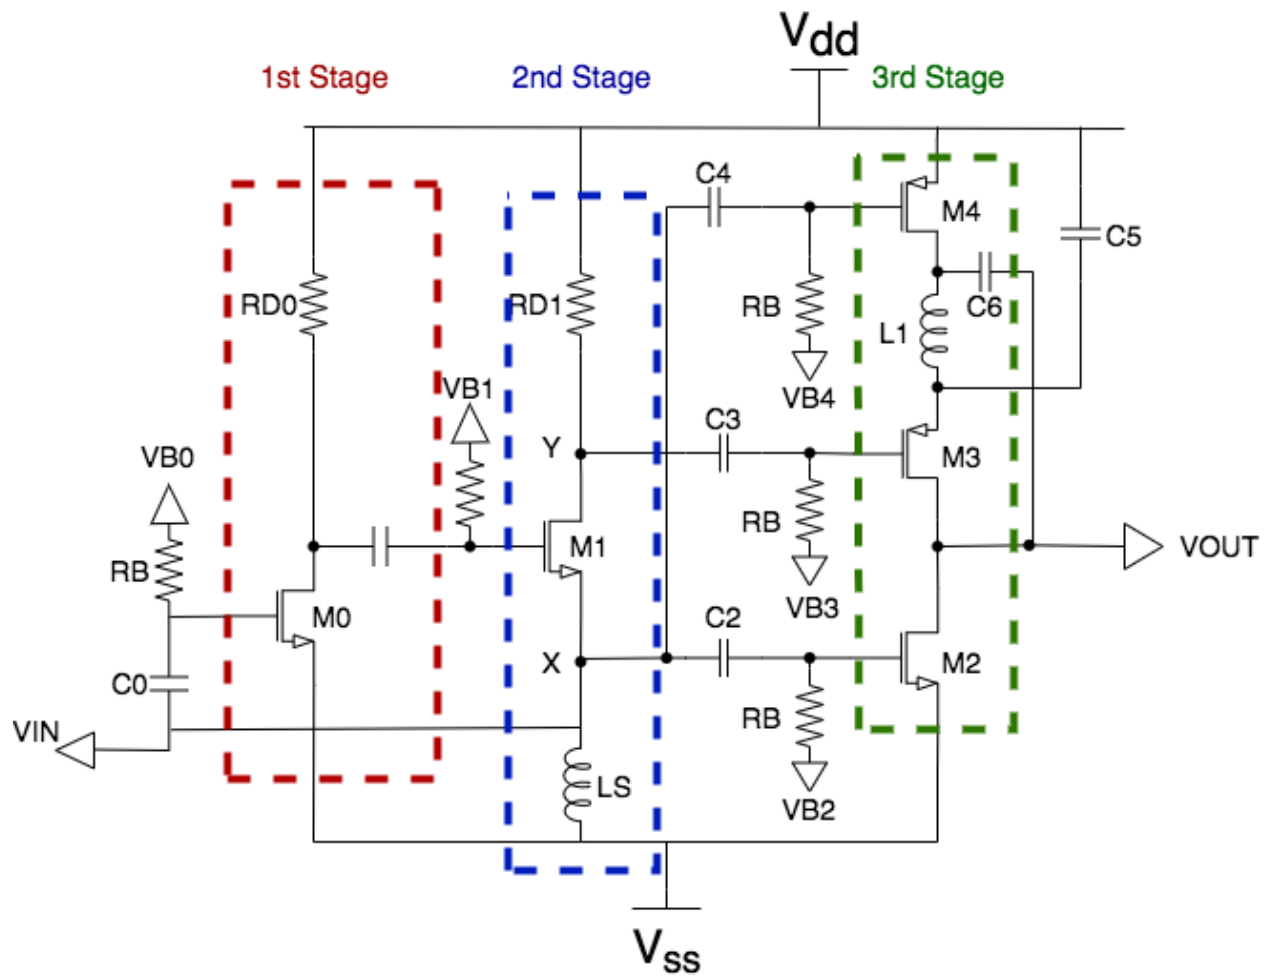 Vdd
1st Stage
2nd Stage
3rd Stage
C4
M4
C5
RD0
RD1
RB
C6
L1
VB1
VB4
C3
Y
M3
VB0
RB
M1
VOUT
RB
VB3
M0
C2
X
M2
C0
RB
VIN
LS
VB2
Vss